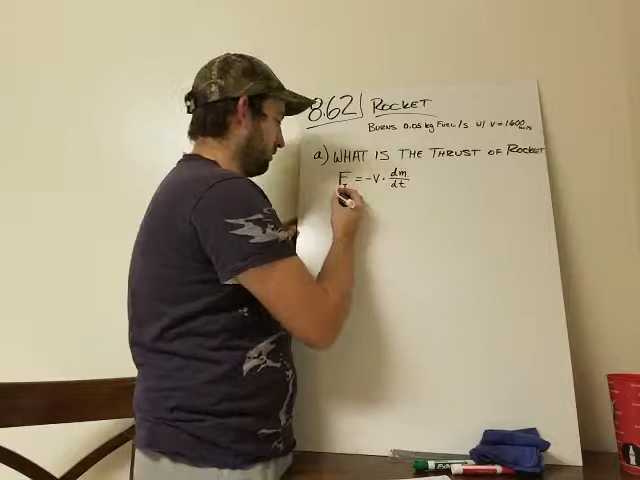 8.62 ROCKET
BURNS 0.05 kg FUEL/S W/ V = 1600 m/s
a) WHAT IS THE THRUST OF ROCKET
F = -V · dm/dt